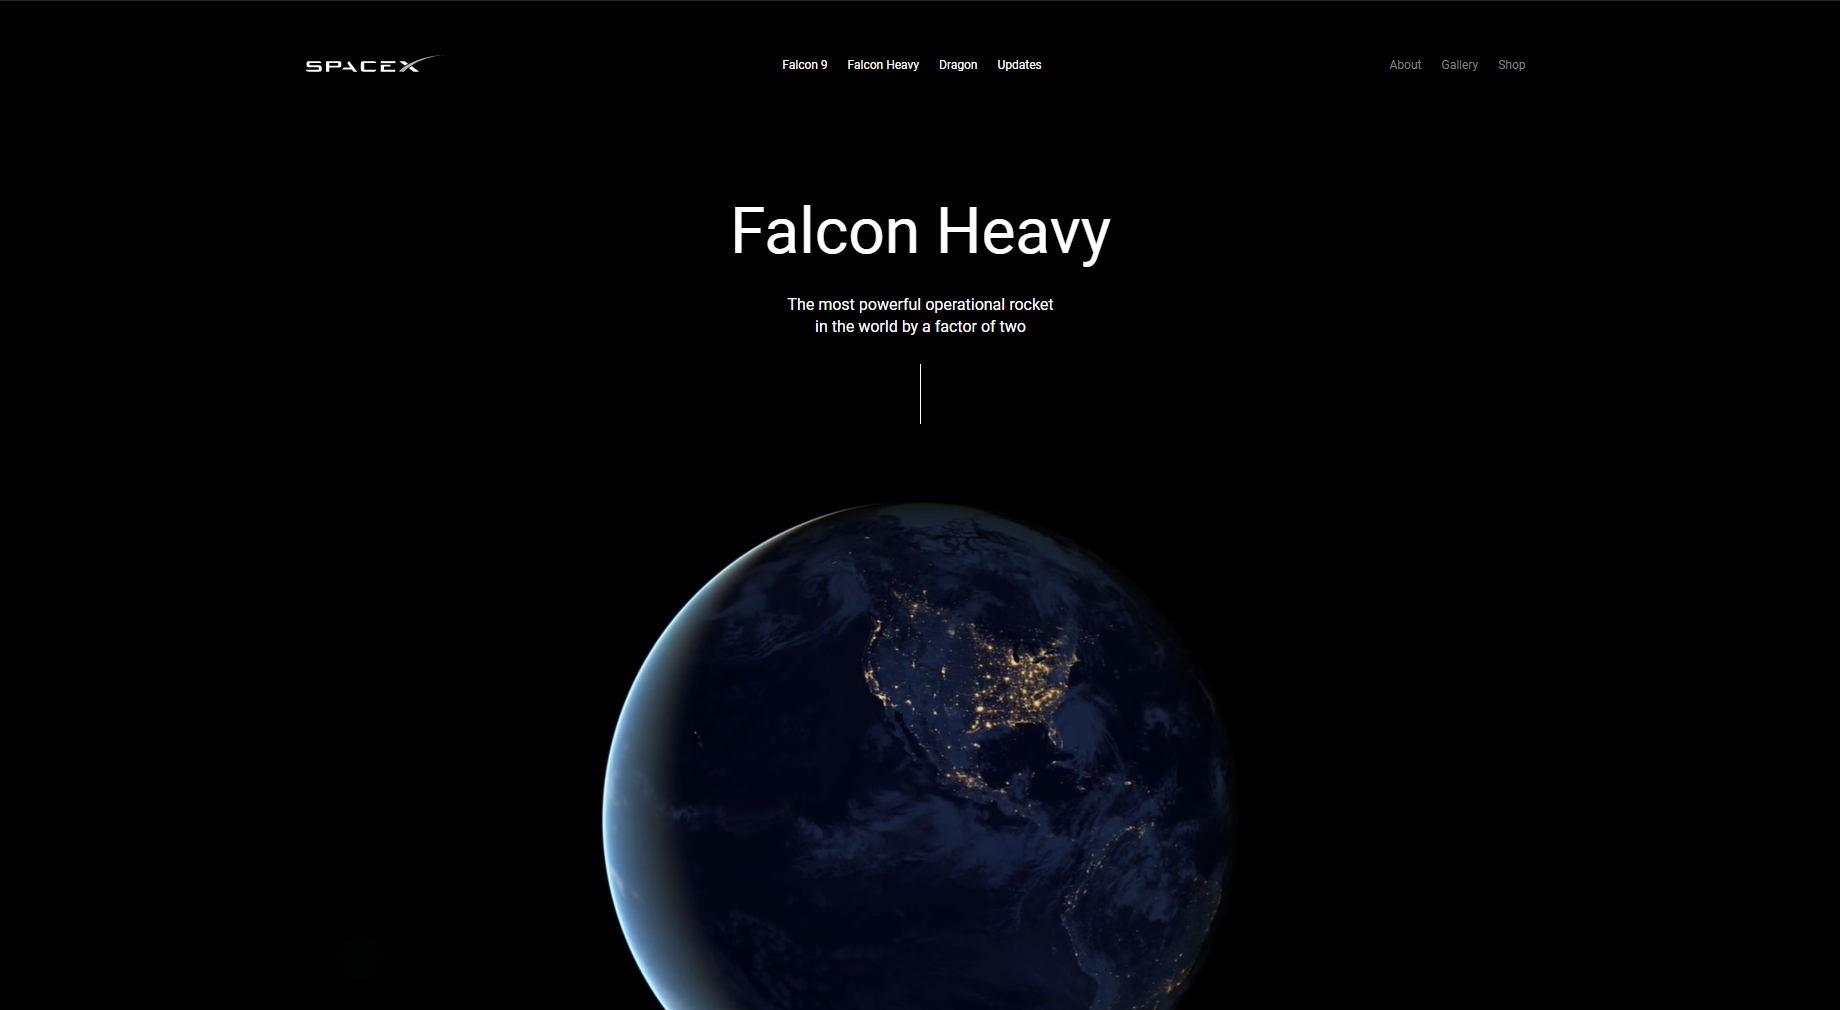 SPACEX
Falcon 9 Falcon Heavy Dragon Updates
About Gallery Shop
Falcon Heavy
The most powerful operational rocket
in the world by a factor of two